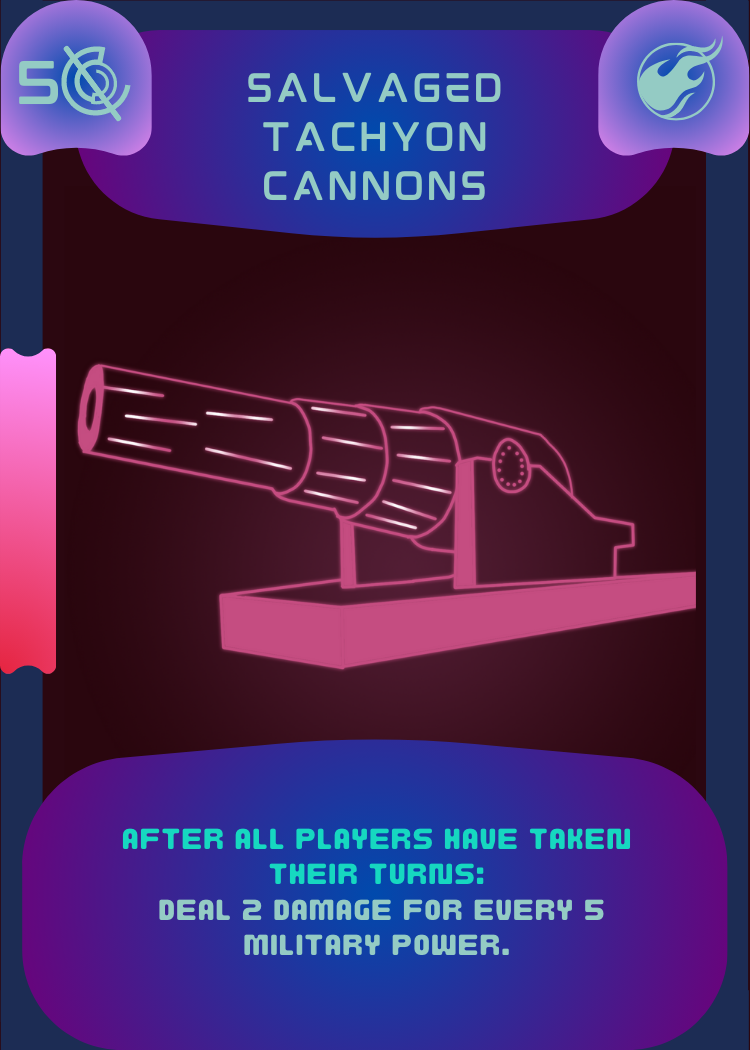 5
SALVAGED
TACHYON
CANNONS
AFTER ALL PLAYERS HAVE TAKEN
THEIR TURNS:
DEAL 2 DAMAGE FOR EVERY 5
MILITARY POWER.